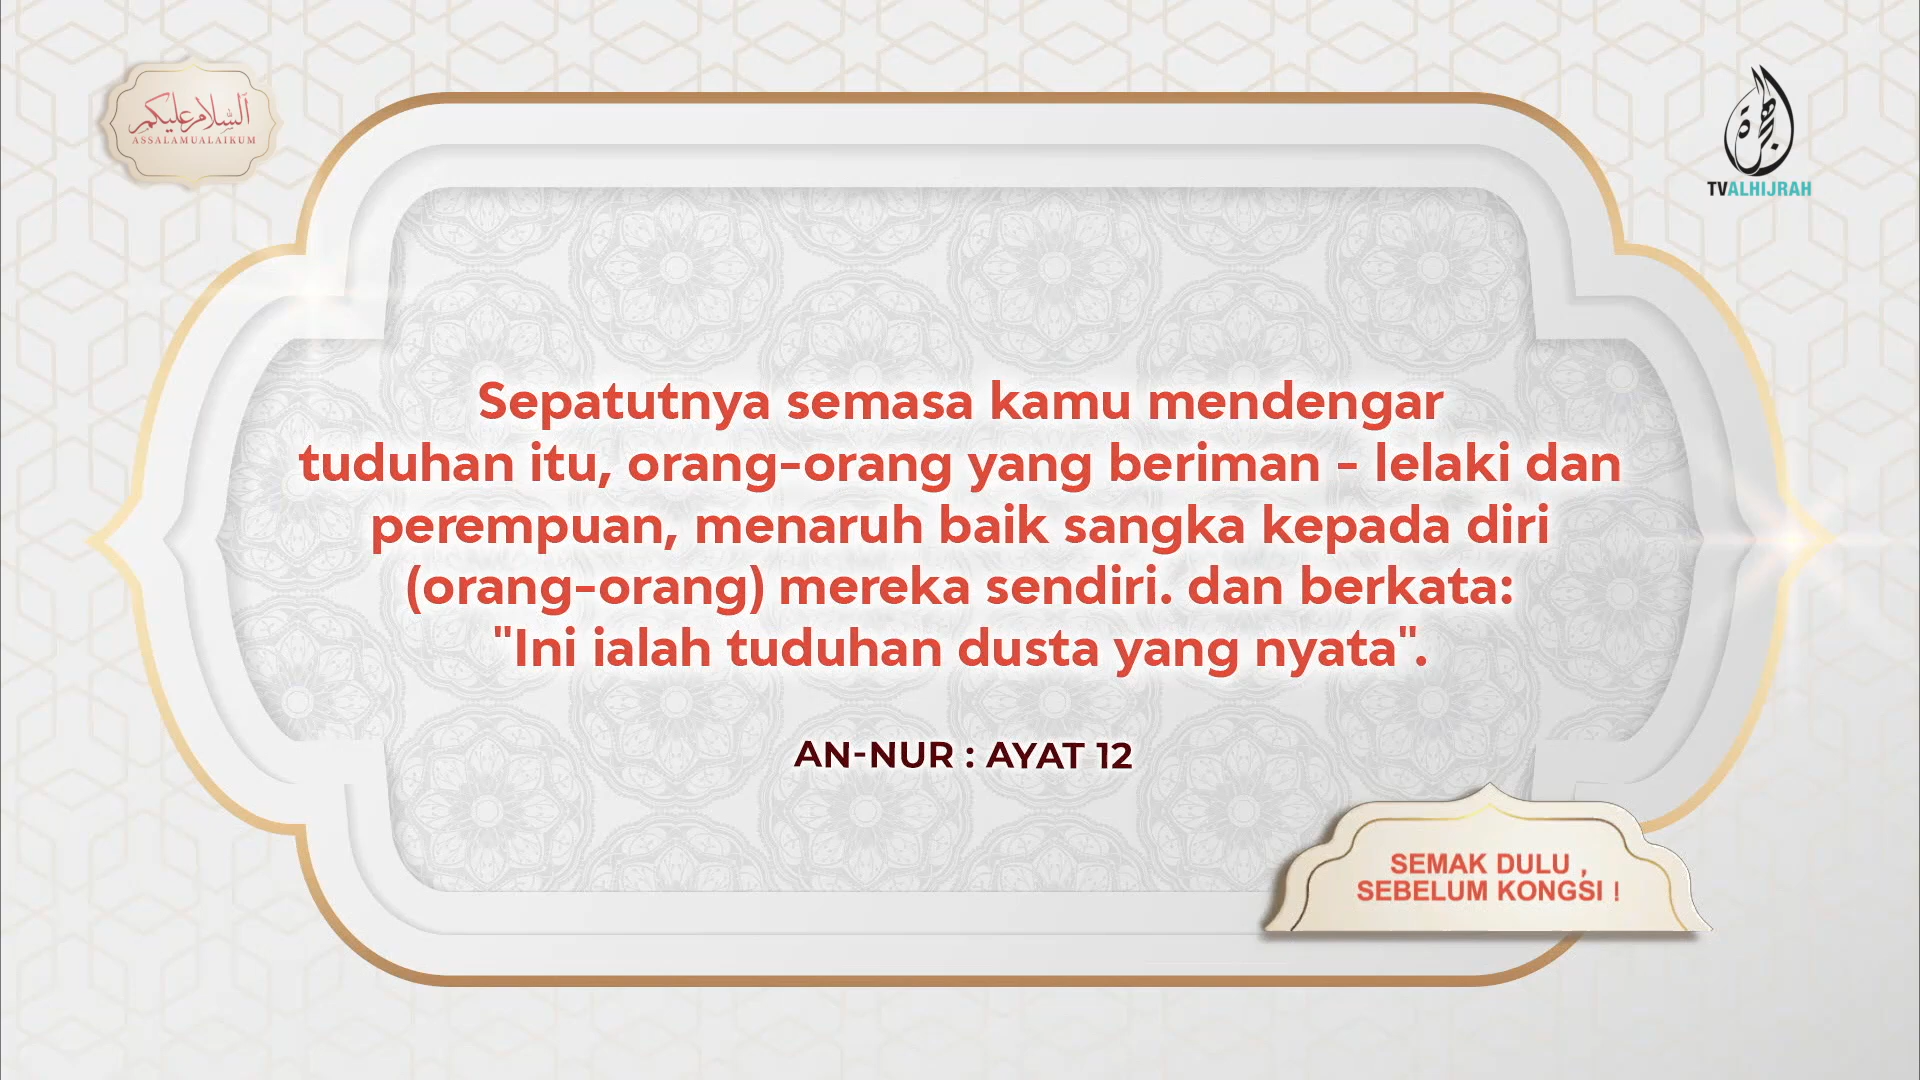 السلام عليكم
ASSALAMUALAIKUM
الهجرة
TVALHIJRAH
Sepatutnya semasa kamu mendengar
tuduhan itu, orang-orang yang beriman - lelaki dan
perempuan, menaruh baik sangka kepada diri
(orang-orang) mereka sendiri. dan berkata:
"Ini ialah tuduhan dusta yang nyata".
AN-NUR : AYAT 12
SEMAK DULU ,
SEBELUM KONGSI !